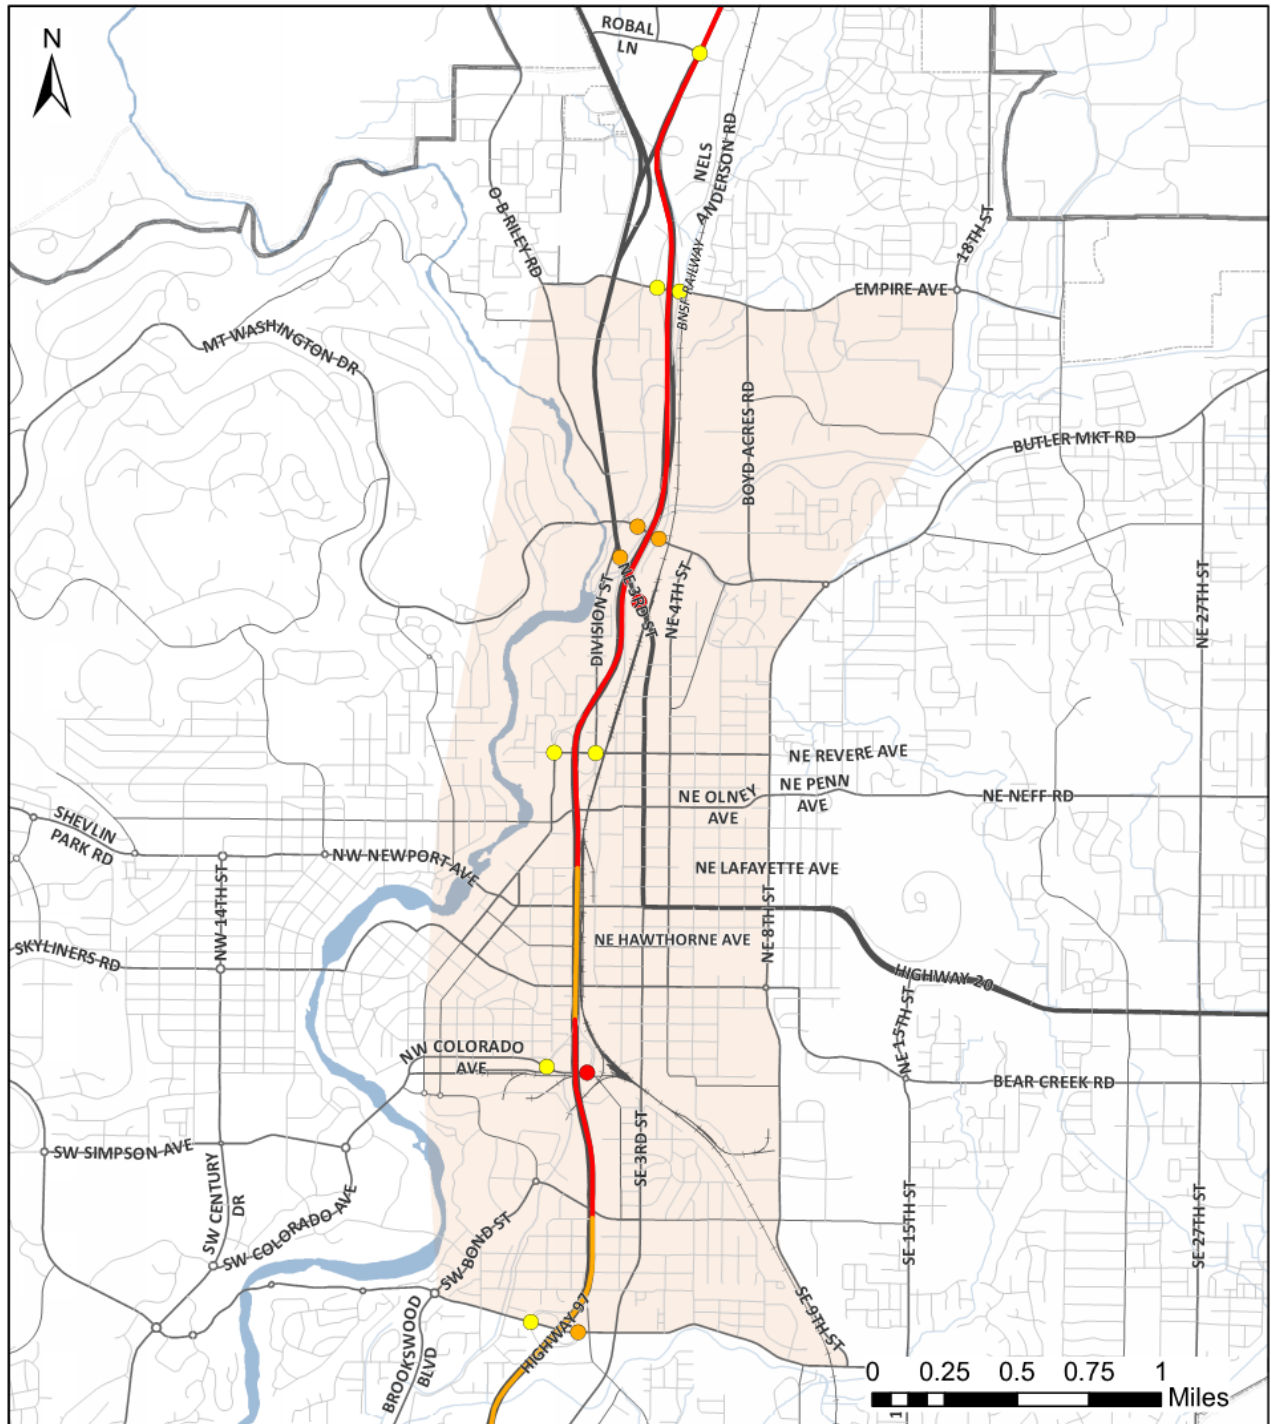 N
ROBAL
LN
NELS
ANDERSON RD
O B RILEY RD
18TH ST
BNSF RAILWAY
EMPIRE AVE
MT WASHINGTON DR
BOYD ACRES RD
BUTLER MKT RD
NE 3RD ST
NE 4TH ST
DIVISION ST
NE 27TH ST
NE REVERE AVE
NE OLNEY
AVE
NE PENN
AVE
NE NEFF RD
SHEVLIN
PARK RD
NW NEWPORT AVE
NW 14TH ST
NE LAFAYETTE AVE
NE 8TH ST
NE HAWTHORNE AVE
SKYLINERS RD
HIGHWAY 20
NE 15TH ST
NW COLORADO
AVE
BEAR CREEK RD
SW SIMPSON AVE
SE 3RD ST
SW CENTURY
DR
SW COLORADO AVE
SW BOND ST
SE 15TH ST
SE 27TH ST
HIGHWAY 97
SE 9TH ST
BROOKSWOOD
BLVD
0 0.25 0.5 0.75 1
Miles